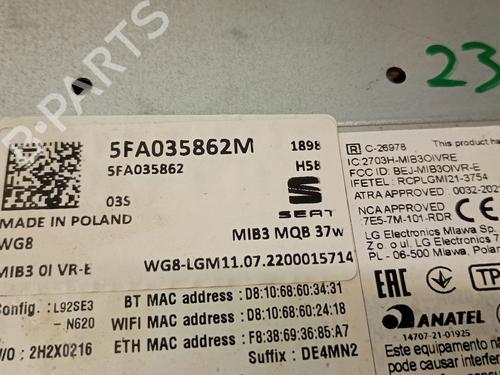 B-PARTS
23
5FA035862M
1898
5FA035862
H58
03S
SEAT
MADE IN POLAND
WG8
MIB3 MQB 37w
MIB3 OI VR-E
WG8-LGM11.07.2200015714
Config.: L92SE3
-N620
BT MAC address : D8:10:68:60:34:31
WIFI MAC address : D8:10:68:60:24:18
ETH MAC address : F8:38:69:36:85:A7
W/O : 2H2X0216
Suffix : DE4MN2
R C-26978 This product
IC:2703H-MIB3OIVRE
FCC ID: BEJ-MIB3OIVR-E
IFETEL: RCPLGMI21-3754
ATRA APPROVED 0032-202
NCA APPROVED
:7E5-7M-101-RDR
LG Electronics Mlawa Sp.
LG Electronics
PL - 06-500 Mlawa, Poland
EAC
TP
ANATEL
14707-21-01925
Este equipamento não
causar interferência